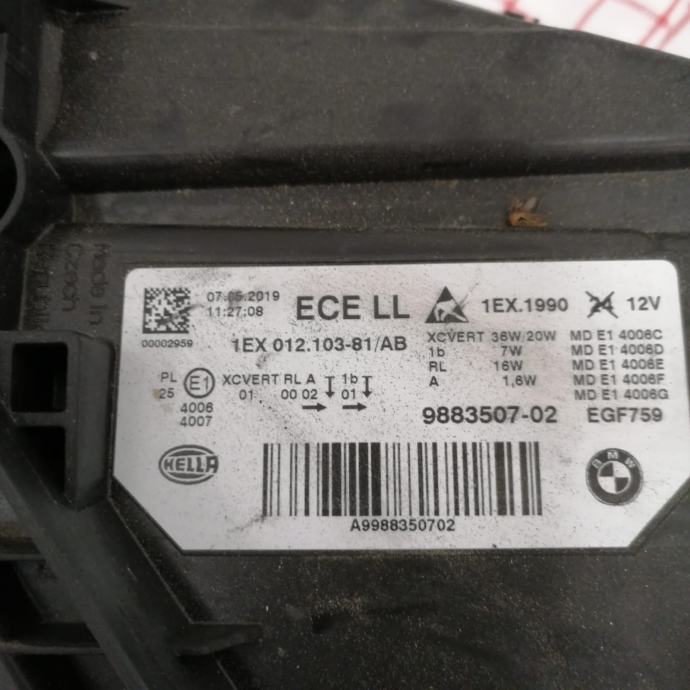 Made In
Czech
Republic
07.05.2019
11:27:08
ECE LL
1EX.1990
24 12V
00002959
1EX 012.103-81/AB
XCVERT 36W/20W MD E1 4006C
1b 7W MD E1 4006D
RL 16W MD E1 4006E
A 1,6W MD E1 4006F
MD E1 4006G
PL
25
E1
4006
4007
XCVERT RL A 1b
01 00 02 01
9883507-02 EGF759
HELLA
A9988350702
BMW